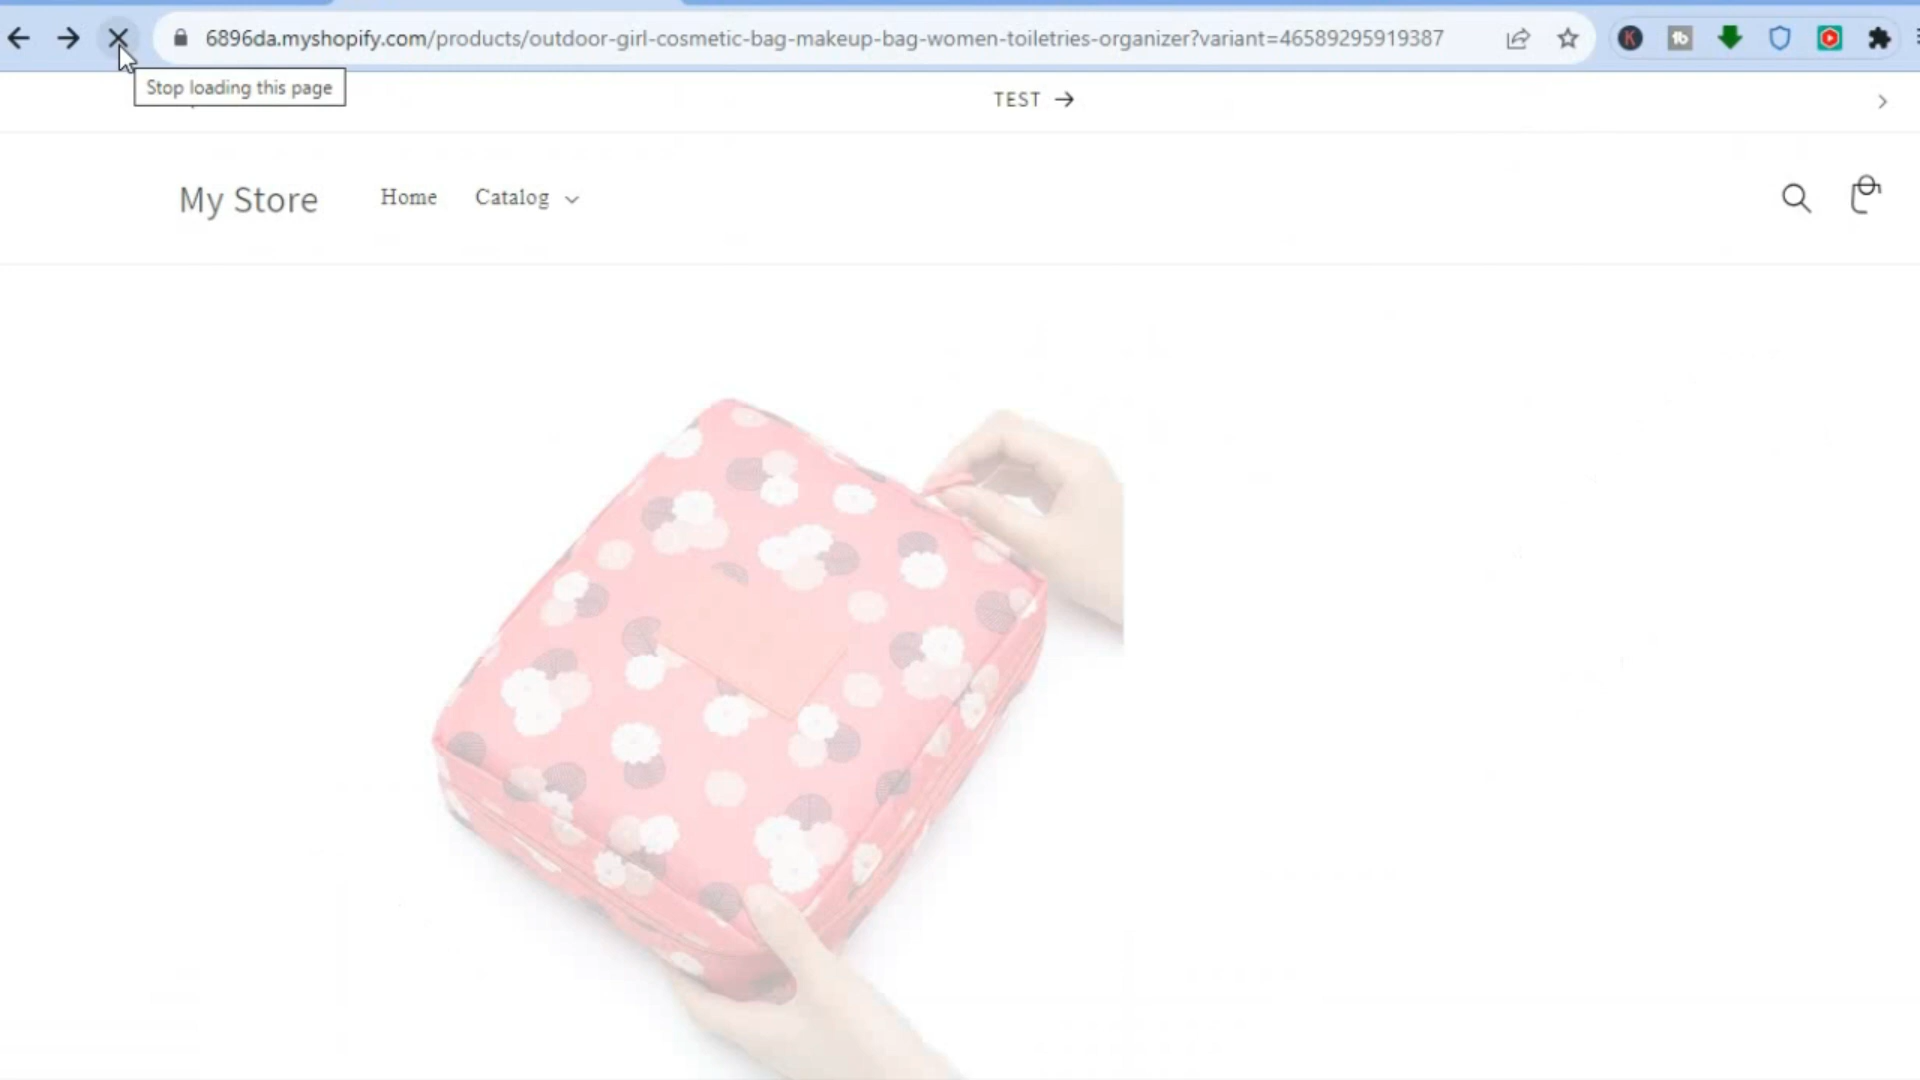 6896da.myshopify.com/products/outdoor-girl-cosmetic-bag-makeup-bag-women-toiletries-organizer?variant=46589295919387
Stop loading this page
TEST →
My Store
Home
Catalog